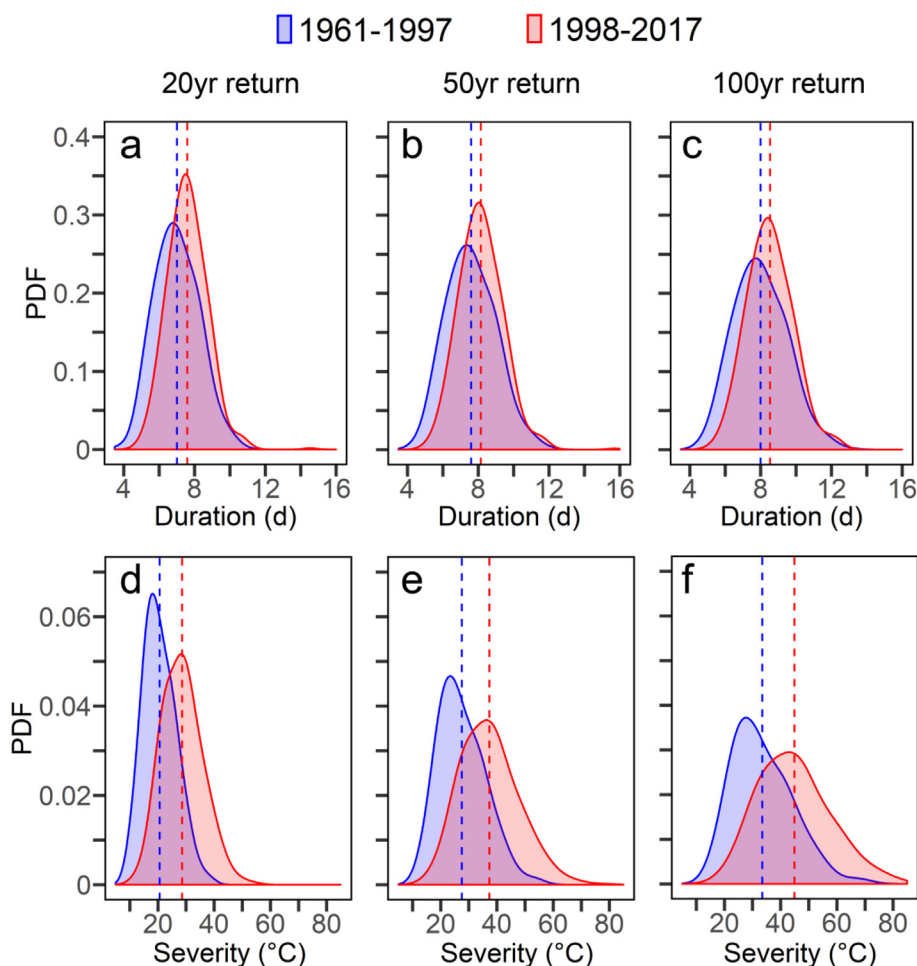 1961-1997 1998-2017
20yr return 50yr return 100yr return
0.4 a b c
0.3
0.2
0.1
0
PDF
4 8 12 16 4 8 12 16 4 8 12 16
Duration (d) Duration (d) Duration (d)
d e f
0.06
0.04
0.02
0
PDF
20 40 60 80 20 40 60 80 20 40 60 80
Severity (°C) Severity (°C) Severity (°C)